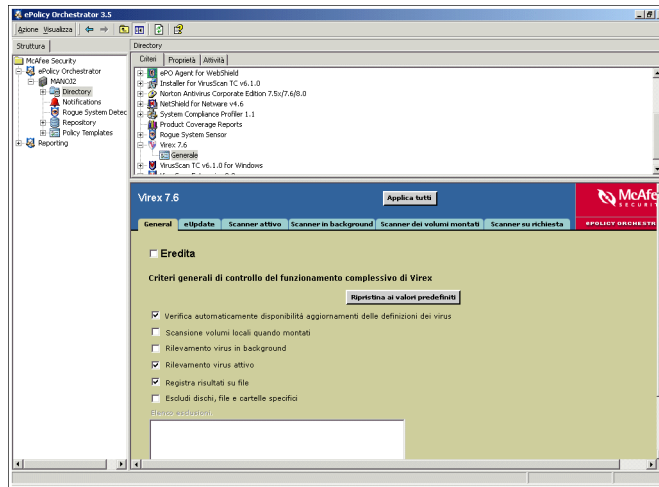 ePolicy Orchestrator 3.5
Azione Visualizza
Struttura
Directory
McAfee Security
ePolicy Orchestrator
MANOJ2
Directory
Notifications
Rogue System Detec
Repository
Policy Templates
Reporting
Criteri Proprietà Attività
ePO Agent for WebShield
Installer for VirusScan TC v6.1.0
Norton Antivirus Corporate Edition 7.5x/7.6/8.0
NetShield for Netware v4.6
System Compliance Profiler 1.1
Product Coverage Reports
Rogue System Sensor
Virex 7.6
Generale
VirusScan TC v6.1.0 for Windows
Virex 7.6
Applica tutti
McAfe
SECURIT
General eUpdate Scanner attivo Scanner in background Scanner dei volumi montati Scanner su richiesta
EPOLICY ORCHESTR
Eredita
Criteri generali di controllo del funzionamento complessivo di Virex
Ripristina ai valori predefiniti
Verifica automaticamente disponibilità aggiornamenti delle definizioni dei virus
Scansione volumi locali quando montati
Rilevamento virus in background
Rilevamento virus attivo
Registra risultati su file
Escludi dischi, file e cartelle specifici
Elenco esclusioni: